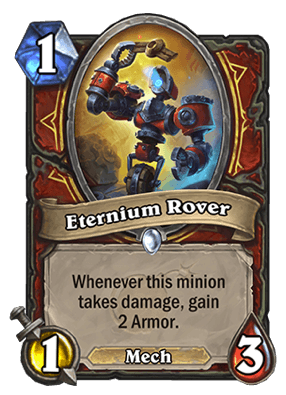 1
Eternium Rover
Whenever this minion
takes damage, gain
2 Armor.
1
Mech
3